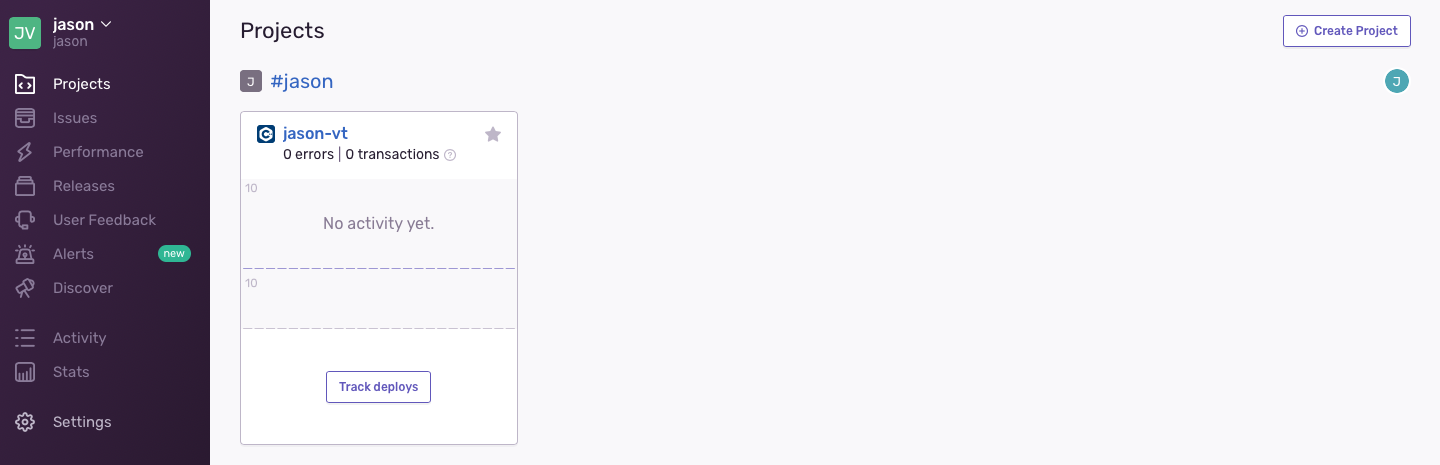 JV
jason
jason
Projects
Issues
Performance
Releases
User Feedback
Alerts
new
Discover
Activity
Stats
Settings
Projects
Create Project
J
#jason
J
jason-vt
0 errors | 0 transactions
10
No activity yet.
10
Track deploys